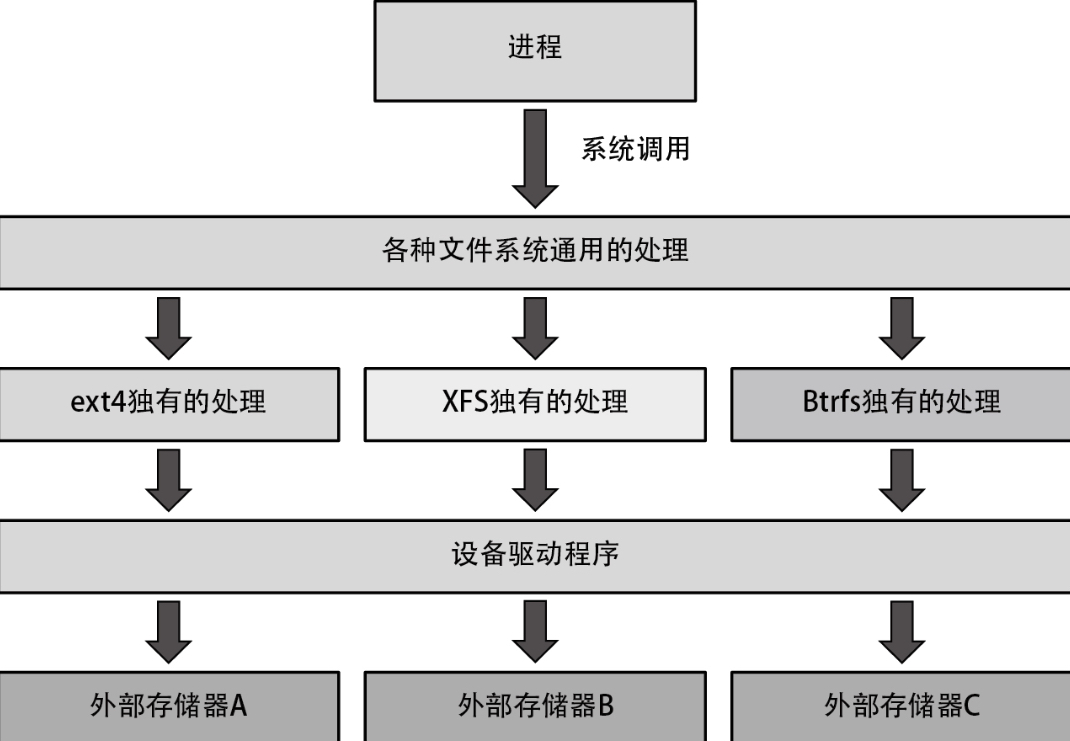 进程
系统调用
各种文件系统通用的处理
ext4独有的处理
XFS独有的处理
Btrfs独有的处理
设备驱动程序
外部存储器A
外部存储器B
外部存储器C